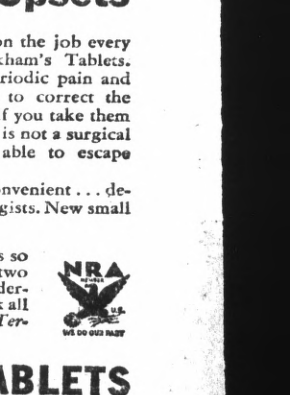 Upsets
on the job every
kham's Tablets.
riodic pain and
to correct the
f you take them
is not a surgical
able to escape
nvenient . . . de-
gists. New small
s so
two
der-
k all
Ter-
NRA
MEMBER
U.S.
WE DO OUR PART
ABLETS